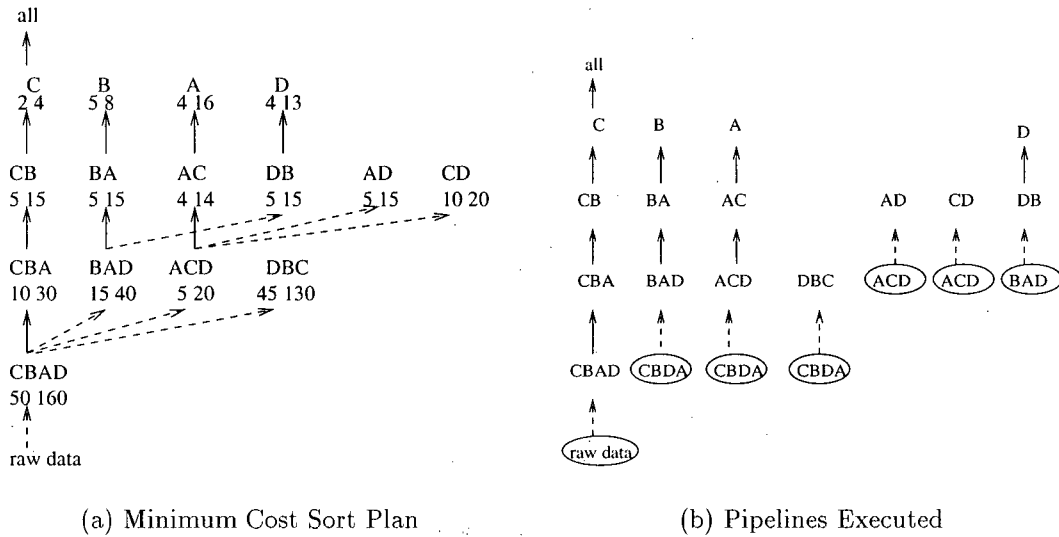 all
C B A D
2 4 5 8 4 16 4 13
CB BA AC DB AD CD
5 15 5 15 4 14 5 15 5 15 10 20
CBA BAD ACD DBC
10 30 15 40 5 20 45 130
CBAD
50 160
raw data
(a) Minimum Cost Sort Plan
all
C B A D
CB BA AC AD CD DB
CBA BAD ACD DBC ACD ACD BAD
CBAD CBDA CBDA CBDA
raw data
(b) Pipelines Executed